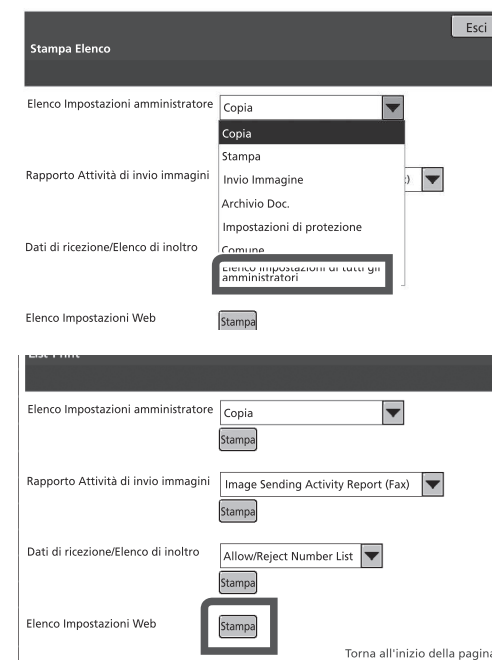 Esci
Stampa Elenco
Elenco Impostazioni amministratore Copia
Copia
Stampa
Rapporto Attività di invio immagini Invio Immagine :)
Archivio Doc.
Impostazioni di protezione
Dati di ricezione/Elenco di inoltro Comune
Elenco impostazioni di tutti gli
amministratori
Elenco Impostazioni Web Stampa
List Print
Elenco Impostazioni amministratore Copia
Stampa
Rapporto Attività di invio immagini Image Sending Activity Report (Fax)
Stampa
Dati di ricezione/Elenco di inoltro Allow/Reject Number List
Stampa
Elenco Impostazioni Web Stampa
Torna all'inizio della pagina